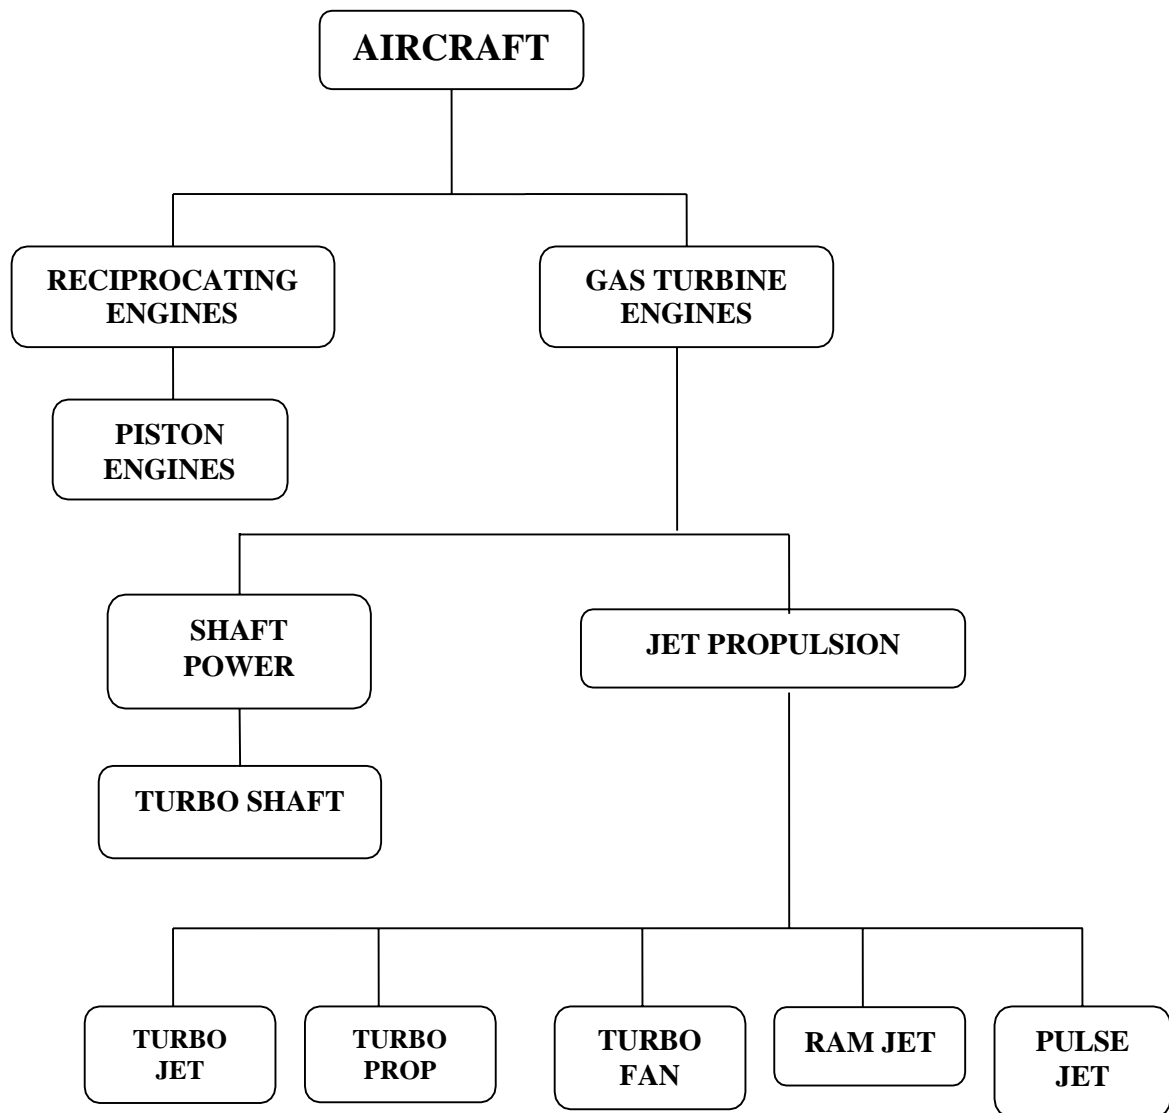 AIRCRAFT
RECIPROCATING
ENGINES
GAS TURBINE
ENGINES
PISTON
ENGINES
SHAFT
POWER
JET PROPULSION
TURBO SHAFT
TURBO
JET
TURBO
PROP
TURBO
FAN
RAM JET
PULSE
JET